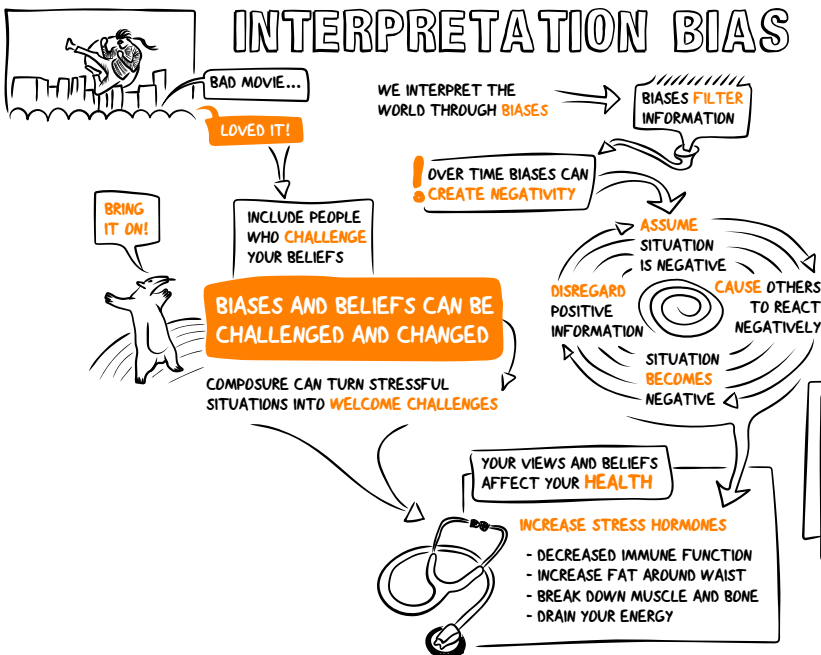 INTERPRETATION BIAS
BAD MOVIE...
LOVED IT!
WE INTERPRET THE
WORLD THROUGH BIASES
BIASES FILTER
INFORMATION
! OVER TIME BIASES CAN
CREATE NEGATIVITY
BRING
IT ON!
INCLUDE PEOPLE
WHO CHALLENGE
YOUR BELIEFS
BIASES AND BELIEFS CAN BE
CHALLENGED AND CHANGED
COMPOSURE CAN TURN STRESSFUL
SITUATIONS INTO WELCOME CHALLENGES
ASSUME
SITUATION
IS NEGATIVE
CAUSE OTHERS
TO REACT
NEGATIVELY
SITUATION
BECOMES
NEGATIVE
DISREGARD
POSITIVE
INFORMATION
YOUR VIEWS AND BELIEFS
AFFECT YOUR HEALTH
INCREASE STRESS HORMONES
- DECREASED IMMUNE FUNCTION
- INCREASE FAT AROUND WAIST
- BREAK DOWN MUSCLE AND BONE
- DRAIN YOUR ENERGY